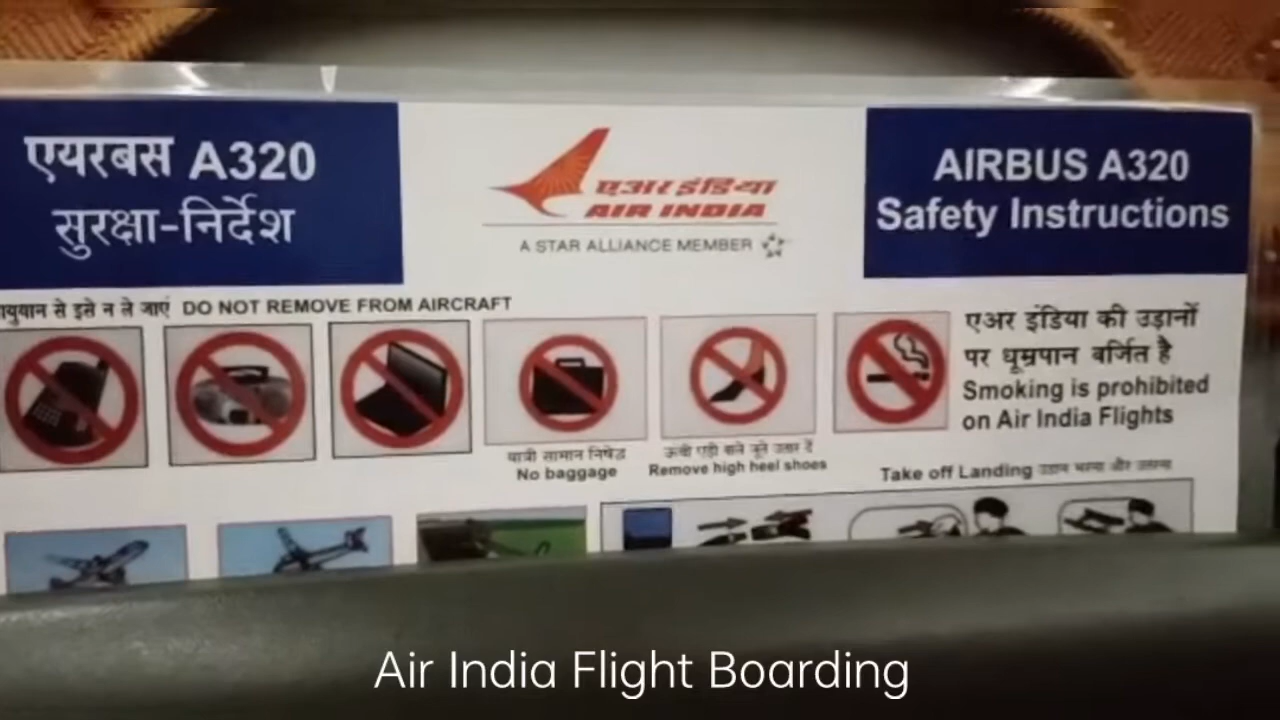 एयरबस A320
सुरक्षा-निर्देश
एअर इंडिया
AIR INDIA
A STAR ALLIANCE MEMBER
AIRBUS A320
Safety Instructions
से इसे न ले जाएं DO NOT REMOVE FROM AIRCRAFT
एअर इंडिया की उड़ानों
पर धूम्रपान वर्जित है
Smoking is prohibited
on Air India Flights
यात्री सामान निषेद
No baggage
ऊंची एड़ी वाले जूते उतार दें
Remove high heel shoes
Take off Landing उड़ान भरना और उतरना
Air India Flight Boarding